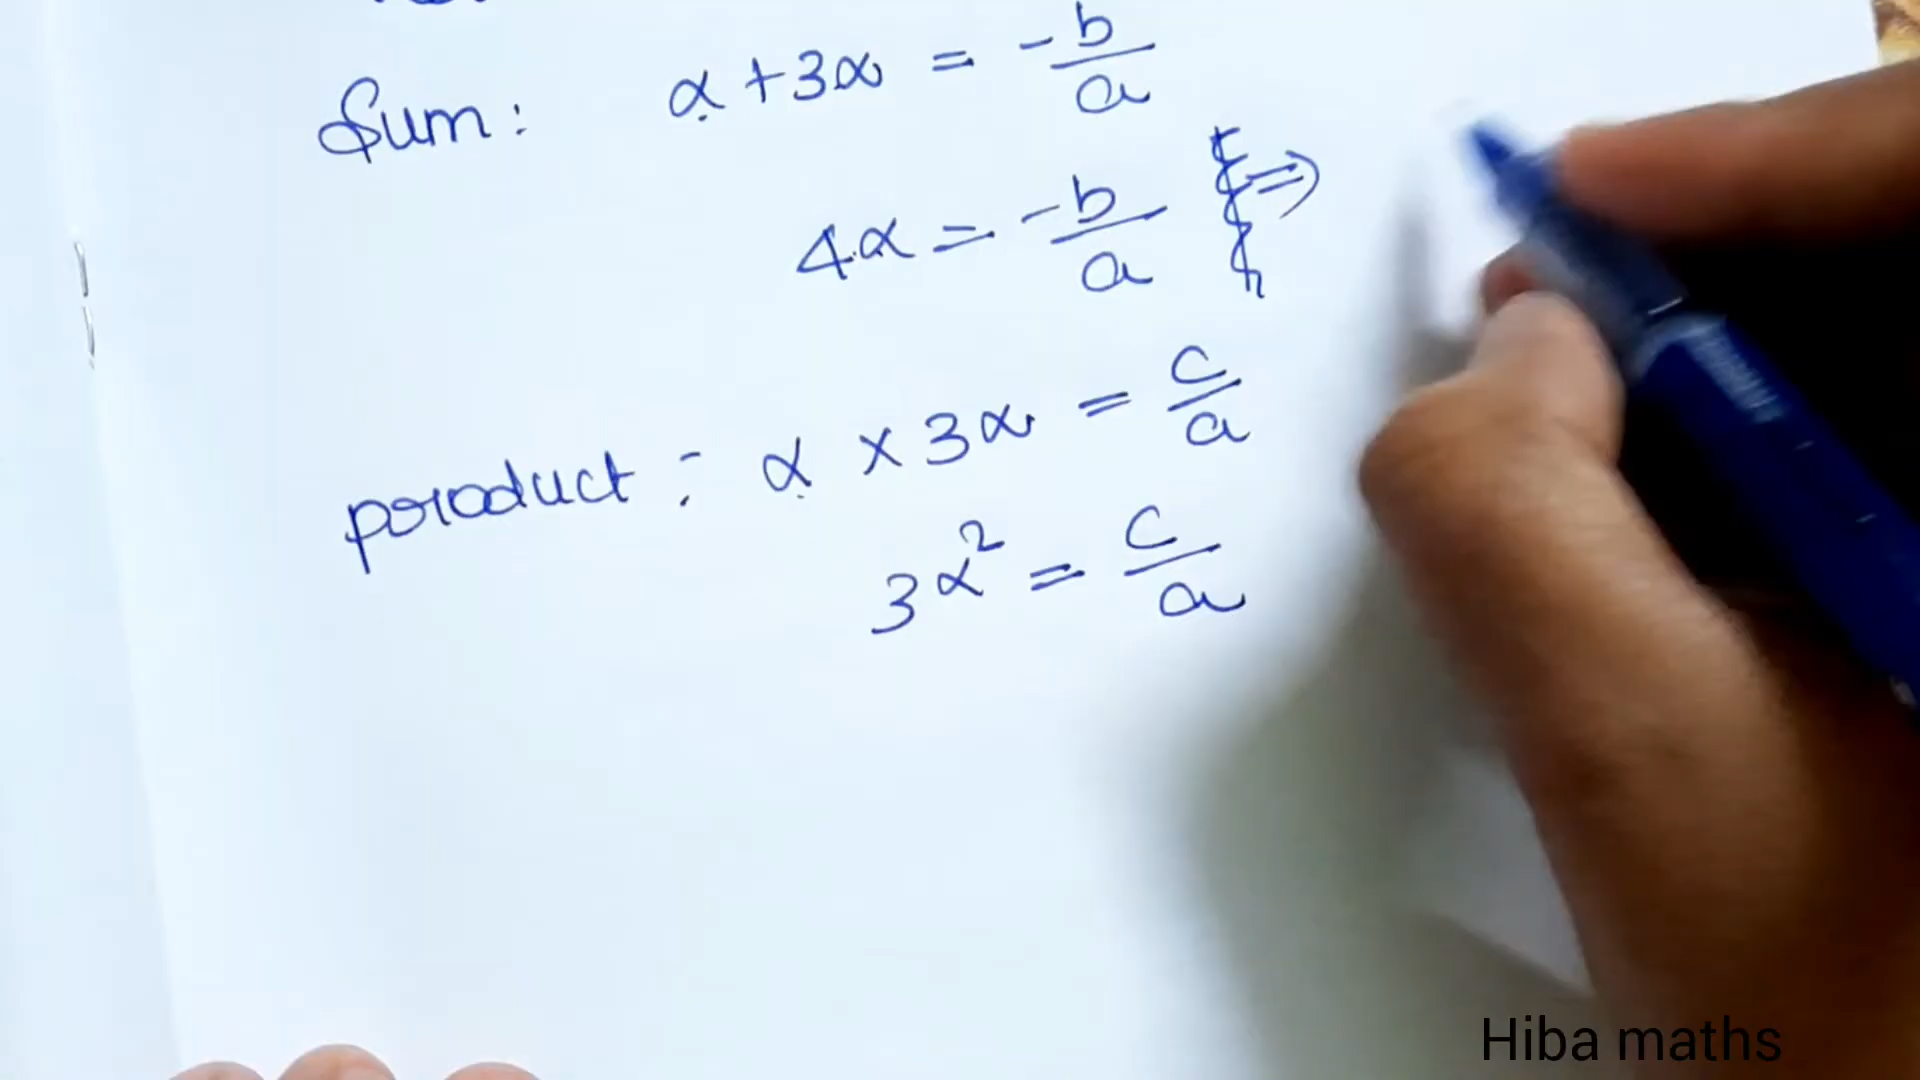 Sum: α + 3α = -b/a
4α = -b/a ⇒
product: α × 3α = c/a
3α² = c/a
Hiba maths